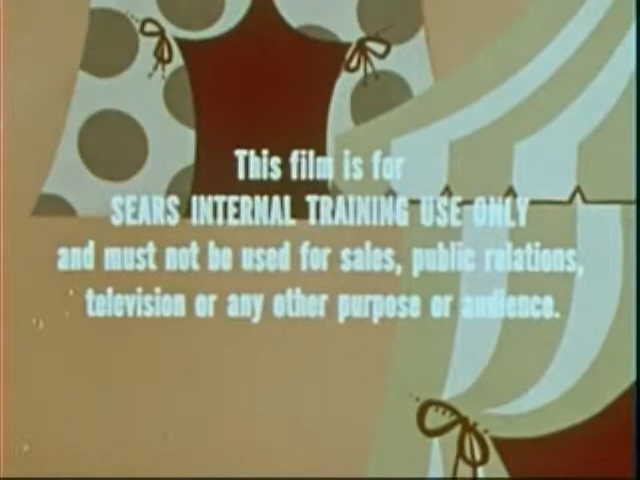 This film is for
SEARS INTERNAL TRAINING USE ONLY
and must not be used for sales, public relations,
television or any other purpose or audience.